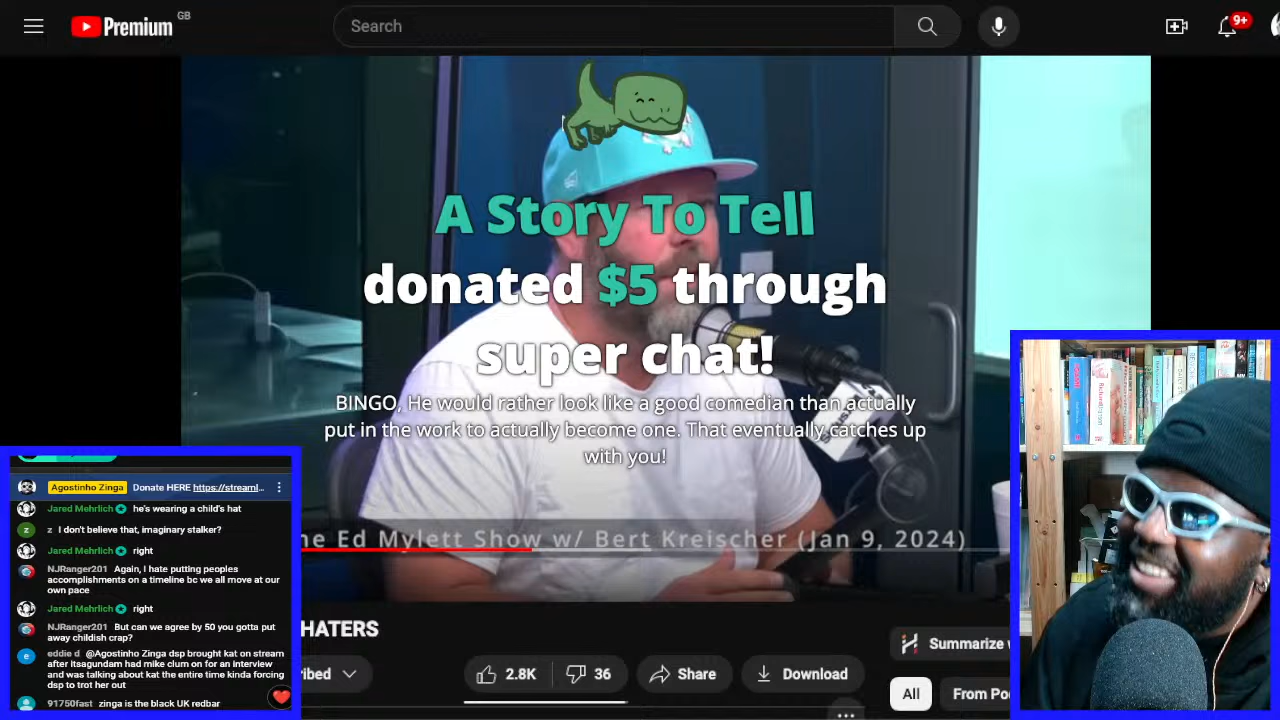 Premium GB
Search
9+
A Story To Tell
donated $5 through
super chat!
BINGO, He would rather look like a good comedian than actually
put in the work to actually become one. That eventually catches up
with you!
he Ed Mylett Show w/ Bert Kreischer (Jan 9, 2024)
HATERS
Summarize
ribed
2.8K
36
Share
Download
All
From Po
Agostinho Zinga Donate HERE https://streaml...
Jared Mehrlich he's wearing a child's hat
z z I don't believe that, imaginary stalker?
Jared Mehrlich right
NJRanger201 Again, I hate putting peoples
accomplishments on a timeline bc we all move at our
own pace
Jared Mehrlich right
NJRanger201 But can we agree by 50 you gotta put
away childish crap?
e eddie d @Agostinho Zinga dsp brought kat on stream
after itsagundam had mike clum on for an interview
and was talking about kat the entire time kinda forcing
dsp to trot her out
91750fast zinga is the black UK redbar